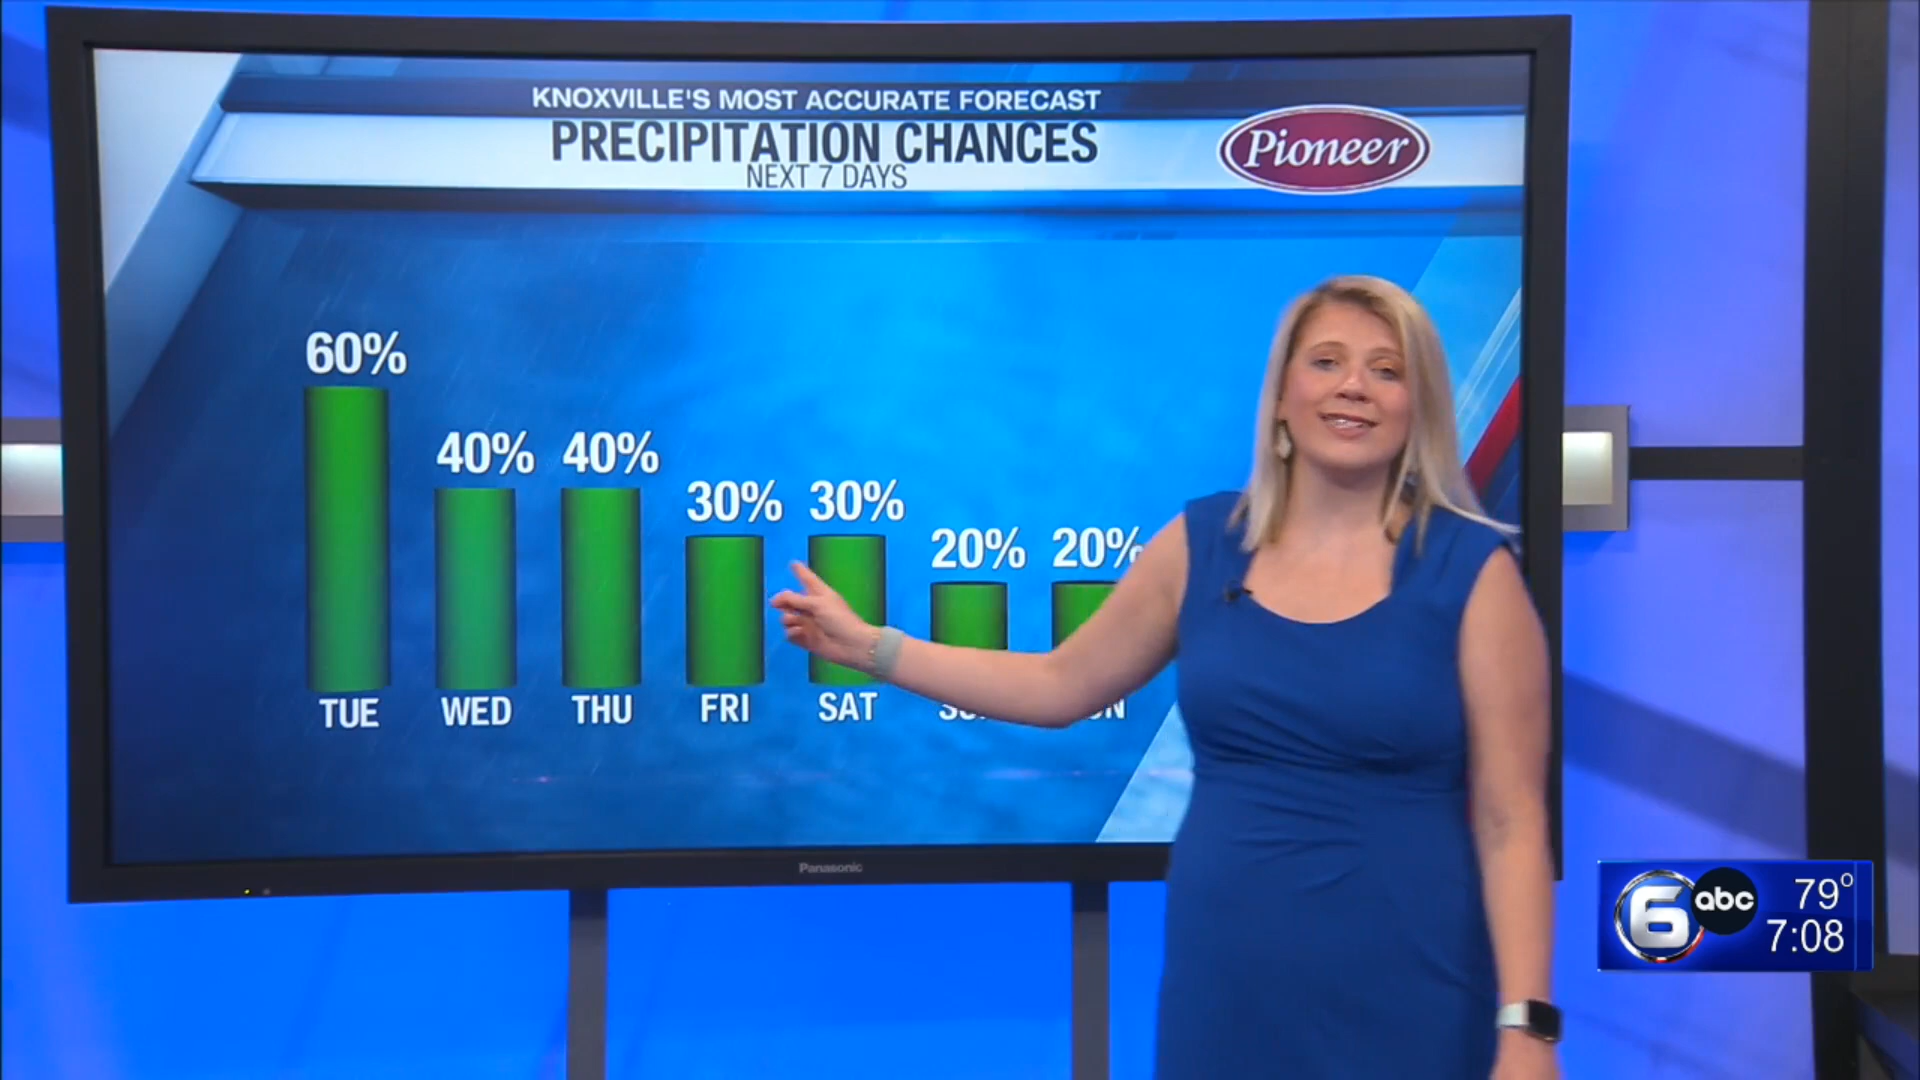 KNOXVILLE'S MOST ACCURATE FORECAST
PRECIPITATION CHANCES
NEXT 7 DAYS
Pioneer
60%
40% 40%
30% 30%
20% 20%
TUE WED THU FRI SAT
Panasonic
6 abc 79°
7:08